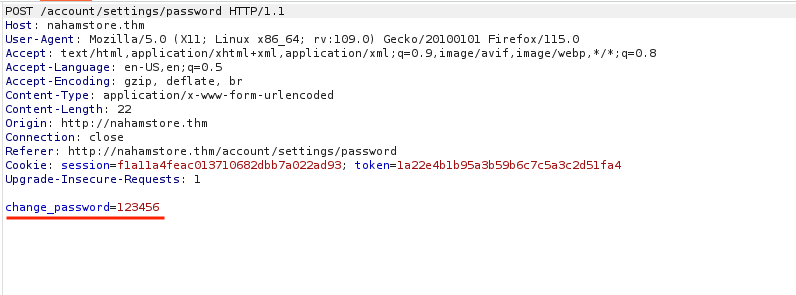 POST /account/settings/password HTTP/1.1
Host: nahamstore.thm
User-Agent: Mozilla/5.0 (X11; Linux x86_64; rv:109.0) Gecko/20100101 Firefox/115.0
Accept: text/html,application/xhtml+xml,application/xml;q=0.9,image/avif,image/webp,*/*;q=0.8
Accept-Language: en-US,en;q=0.5
Accept-Encoding: gzip, deflate, br
Content-Type: application/x-www-form-urlencoded
Content-Length: 22
Origin: http://nahamstore.thm
Connection: close
Referer: http://nahamstore.thm/account/settings/password
Cookie: session=f1a11a4feac013710682dbb7a022ad93; token=1a22e4b1b95a3b59b6c7c5a3c2d51fa4
Upgrade-Insecure-Requests: 1
change_password=123456